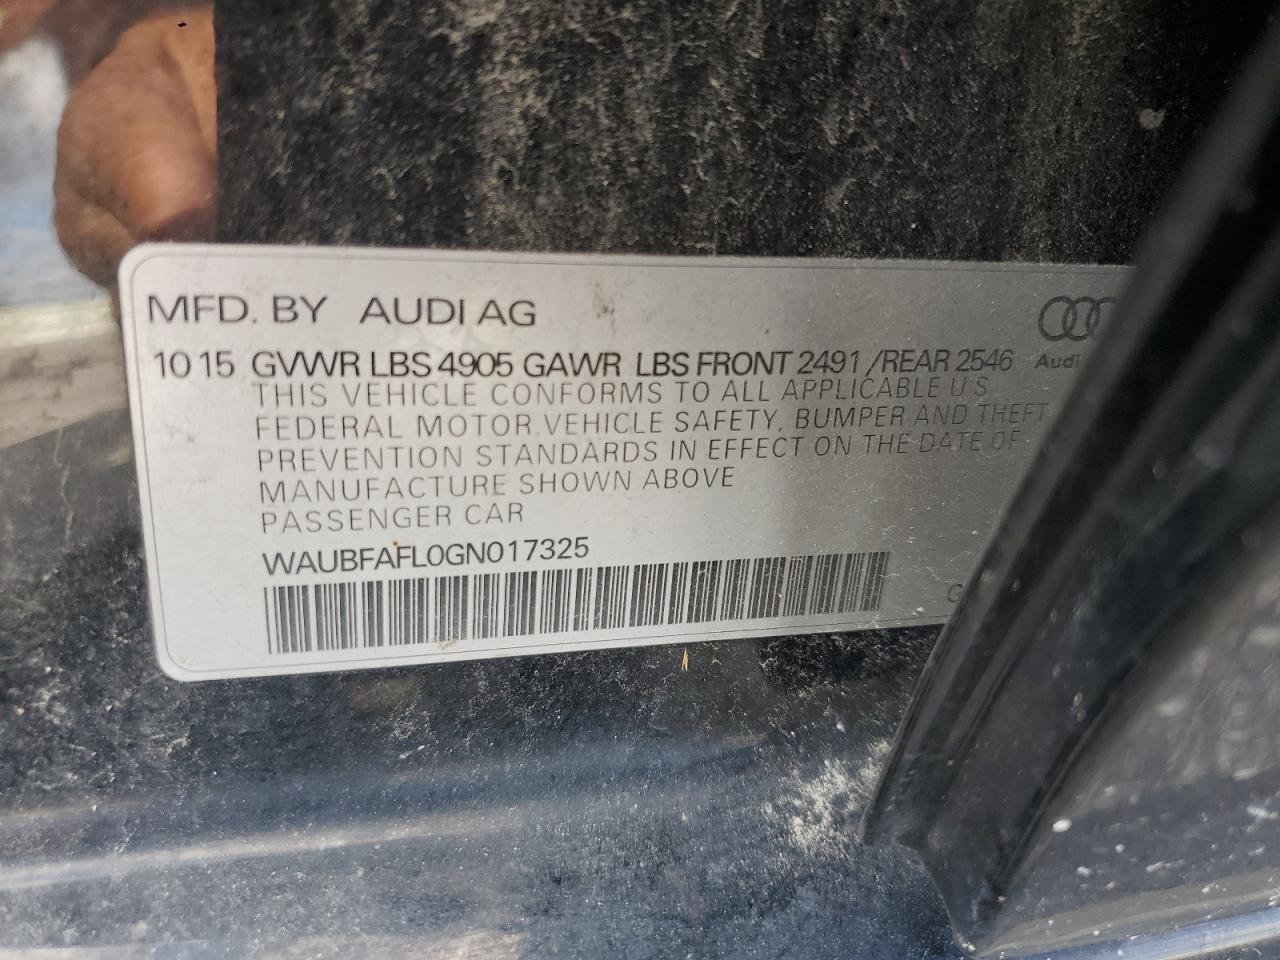 MFD. BY AUDI AG
10 15 GVWR LBS 4905 GAWR LBS FRONT 2491 /REAR 2546
Audi
THIS VEHICLE CONFORMS TO ALL APPLICABLE U S
FEDERAL MOTOR VEHICLE SAFETY, BUMPER AND THEFT
PREVENTION STANDARDS IN EFFECT ON THE DATE OF
MANUFACTURE SHOWN ABOVE
PASSENGER CAR
WAUBFAFL0GN017325